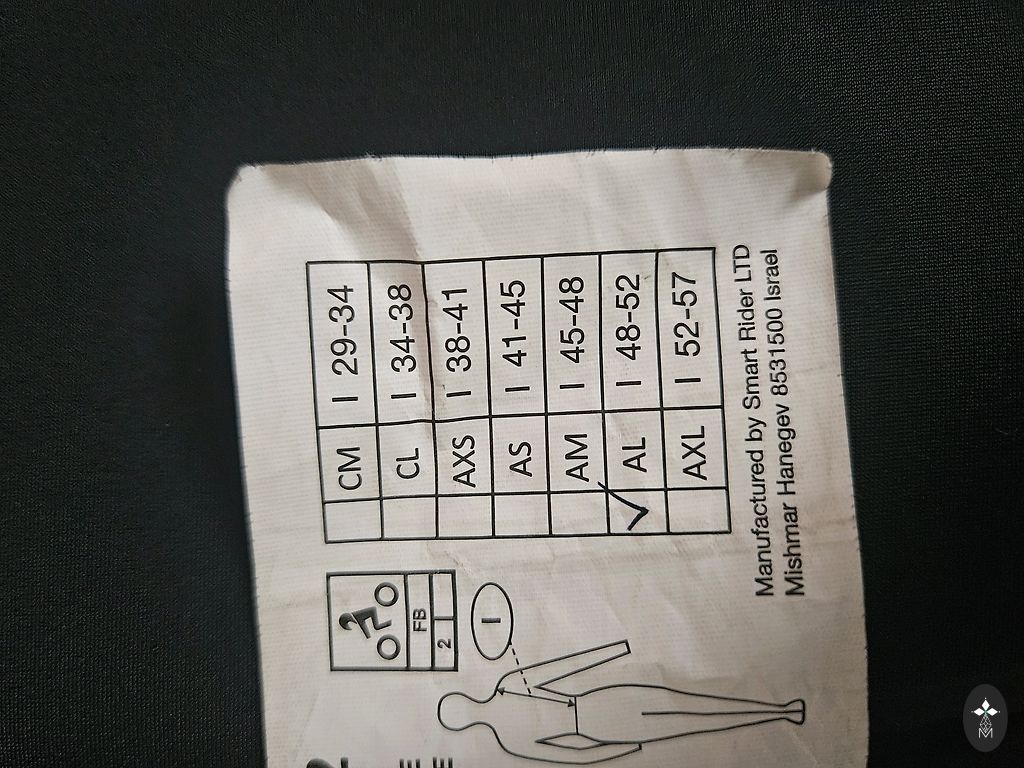 CM | 29-34
CL | 34-38
AXS | 38-41
AS | 41-45
AM | 45-48
✓ AL | 48-52
AXL | 52-57
Manufactured by Smart Rider LTD
Mishmar Hanegev 8531500 Israel
FB
2
I
M